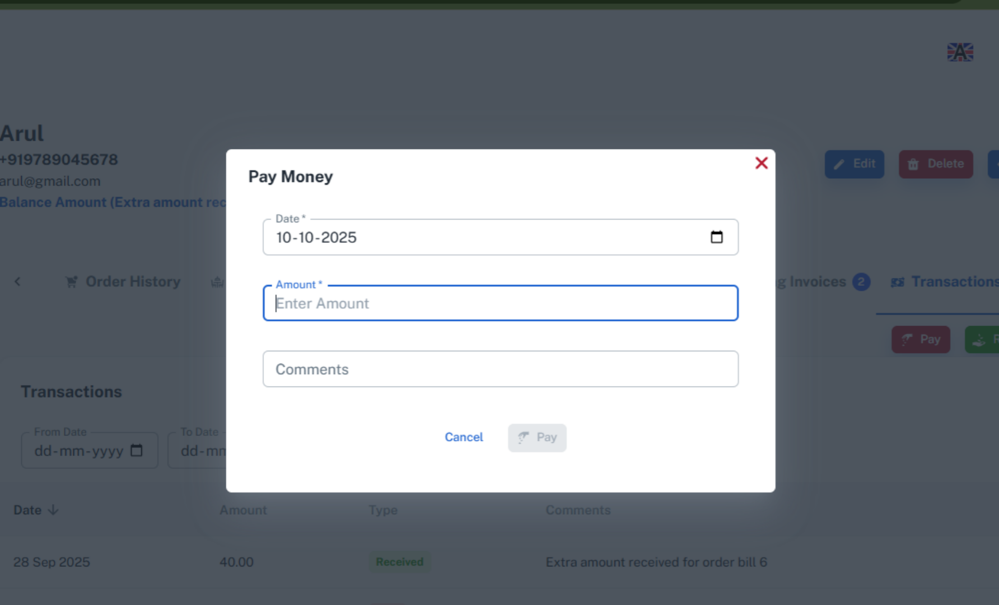 Arul
+919789045678
arul@gmail.com
Balance Amount (Extra amount rec
Edit
Delete
Pay Money
Date *
10-10-2025
Amount *
Enter Amount
Comments
Cancel
Pay
Order History
g Invoices 2
Transactions
Pay
R
Transactions
From Date
dd-mm-yyyy
To Date
dd-mm
Date
Amount
Type
Comments
28 Sep 2025
40.00
Received
Extra amount received for order bill 6